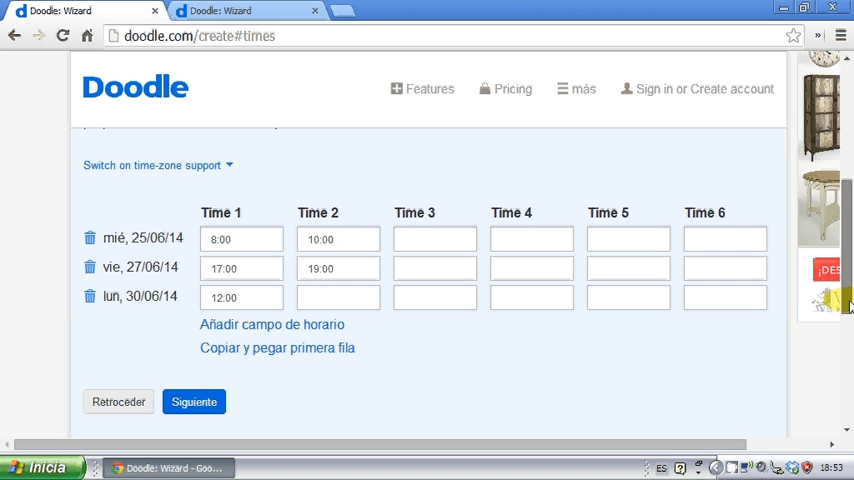 Doodle: Wizard
Doodle: Wizard
doodle.com/create#times
Doodle
Features
Pricing
más
Sign in or Create account
Switch on time-zone support
Time 1 Time 2 Time 3 Time 4 Time 5 Time 6
mié, 25/06/14 8:00 10:00
vie, 27/06/14 17:00 19:00
lun, 30/06/14 12:00
¡DES
Añadir campo de horario
Copiar y pegar primera fila
Retroceder Siguiente
Inicia
Doodle: Wizard - Goo...
ES
18:53